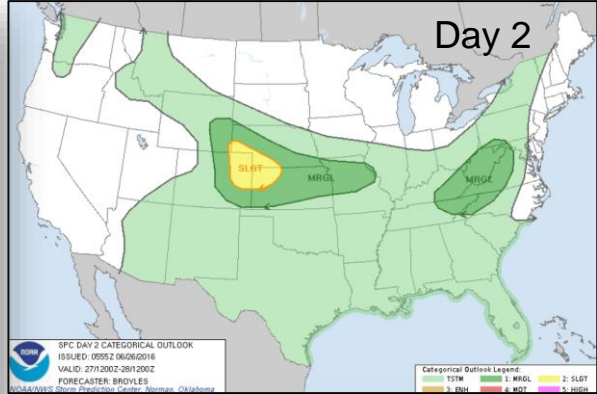 Day 2
SLGT
MRGL
MRGL
NOAA
SPC DAY 2 CATEGORICAL OUTLOOK
ISSUED: 0555Z 06/26/2016
VALID: 27/1200Z-28/1200Z
FORECASTER: BROYLES
NOAA/NWS Storm Prediction Center, Norman, Oklahoma
Categorical Outlook Legend:
TSTM 1: MRGL 2: SLGT
3: ENH 4: MDT 5: HIGH